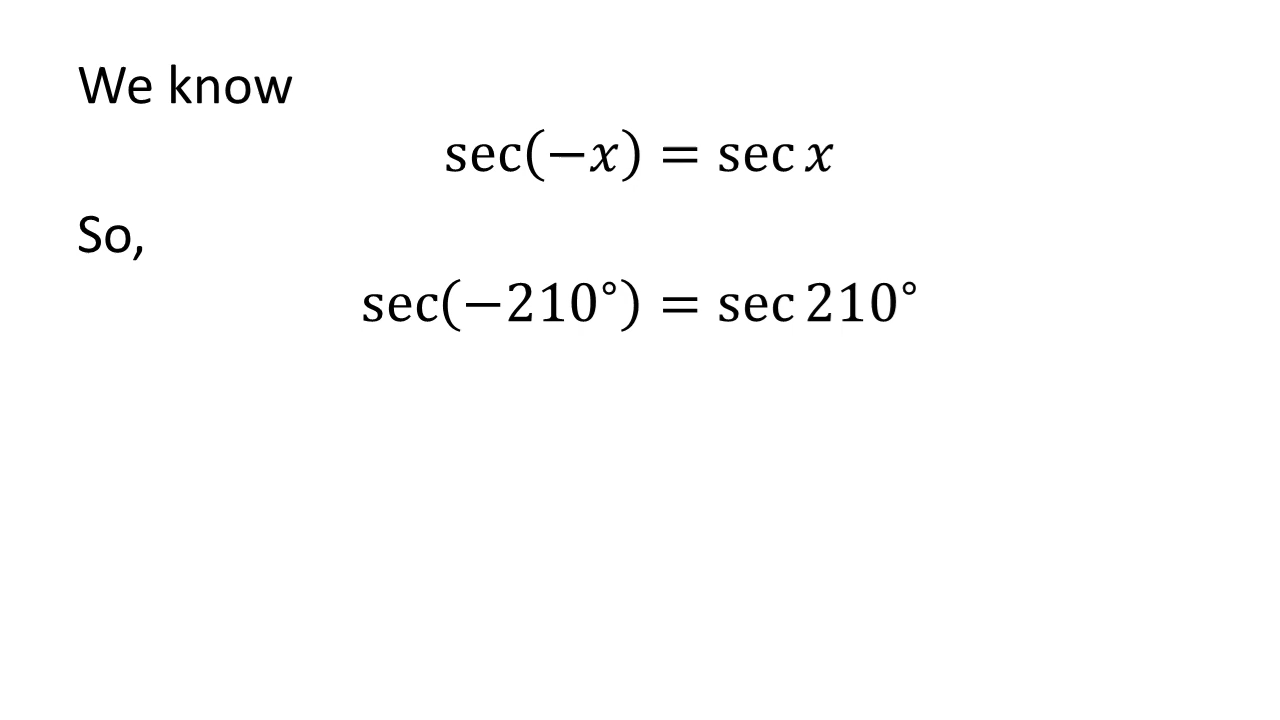 We know
sec(−x) = sec x
So,
sec(−210°) = sec 210°